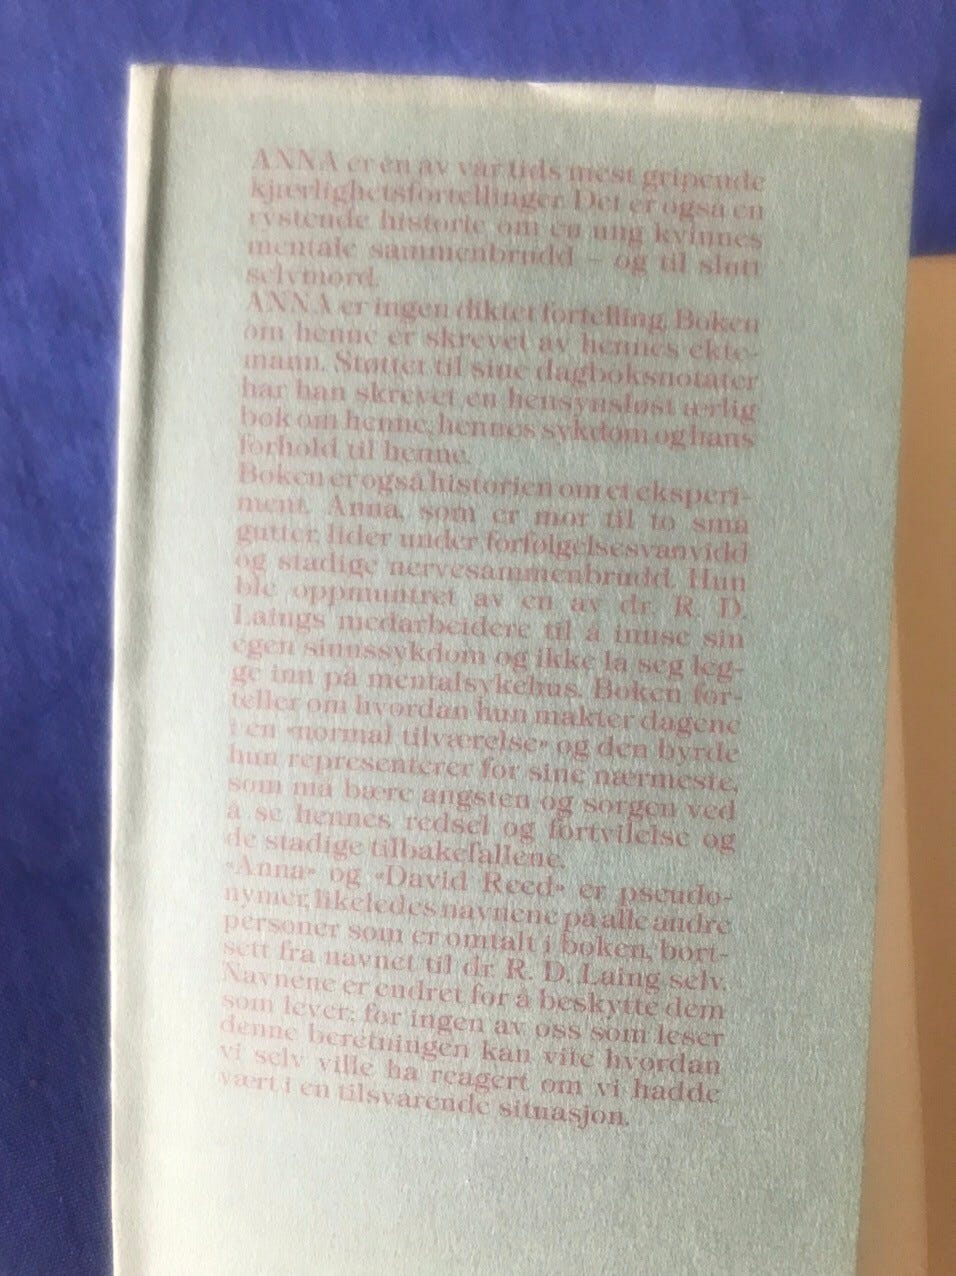 ANNA er en av vår tids mest gripende
kjærlighetsfortellinger. Det er også en
rystende historie om en ung kvinnes
mentale sammenbrudd – og til slutt
selvmord.
ANNA er ingen diktet fortelling. Boken
om henne er skrevet av hennes ekte-
mann. Støttet til sine dagboksnotater
har han skrevet en hensynsløst ærlig
bok om henne, hennes sykdom og hans
forhold til henne.
Boken er også historien om et eksperi-
ment. Anna, som er mor til to små
gutter, lider under forfølgelsesvanvidd
og stadige nervesammenbrudd. Hun
ble oppmuntret av en av dr. R. D.
Laings medarbeidere til å innse sin
egen sinnssykdom og ikke la seg leg-
ge inn på mentalsykehus. Boken for-
teller om hvordan hun makter dagene
i en «normal tilværelse» og den byrde
hun representerer for sine nærmeste,
som må bære angsten og sorgen ved
å se hennes redsel og fortvilelse og
de stadige tilbakefallene.
«Anna» og «David Reed» er pseudo-
nymer, likeledes navnene på alle andre
personer som er omtalt i boken, bort-
sett fra navnet til dr. R. D. Laing selv.
Navnene er endret for å beskytte dem
som lever; for ingen av oss som leser
denne beretningen kan vite hvordan
vi selv ville ha reagert om vi hadde
vært i en tilsvarende situasjon.